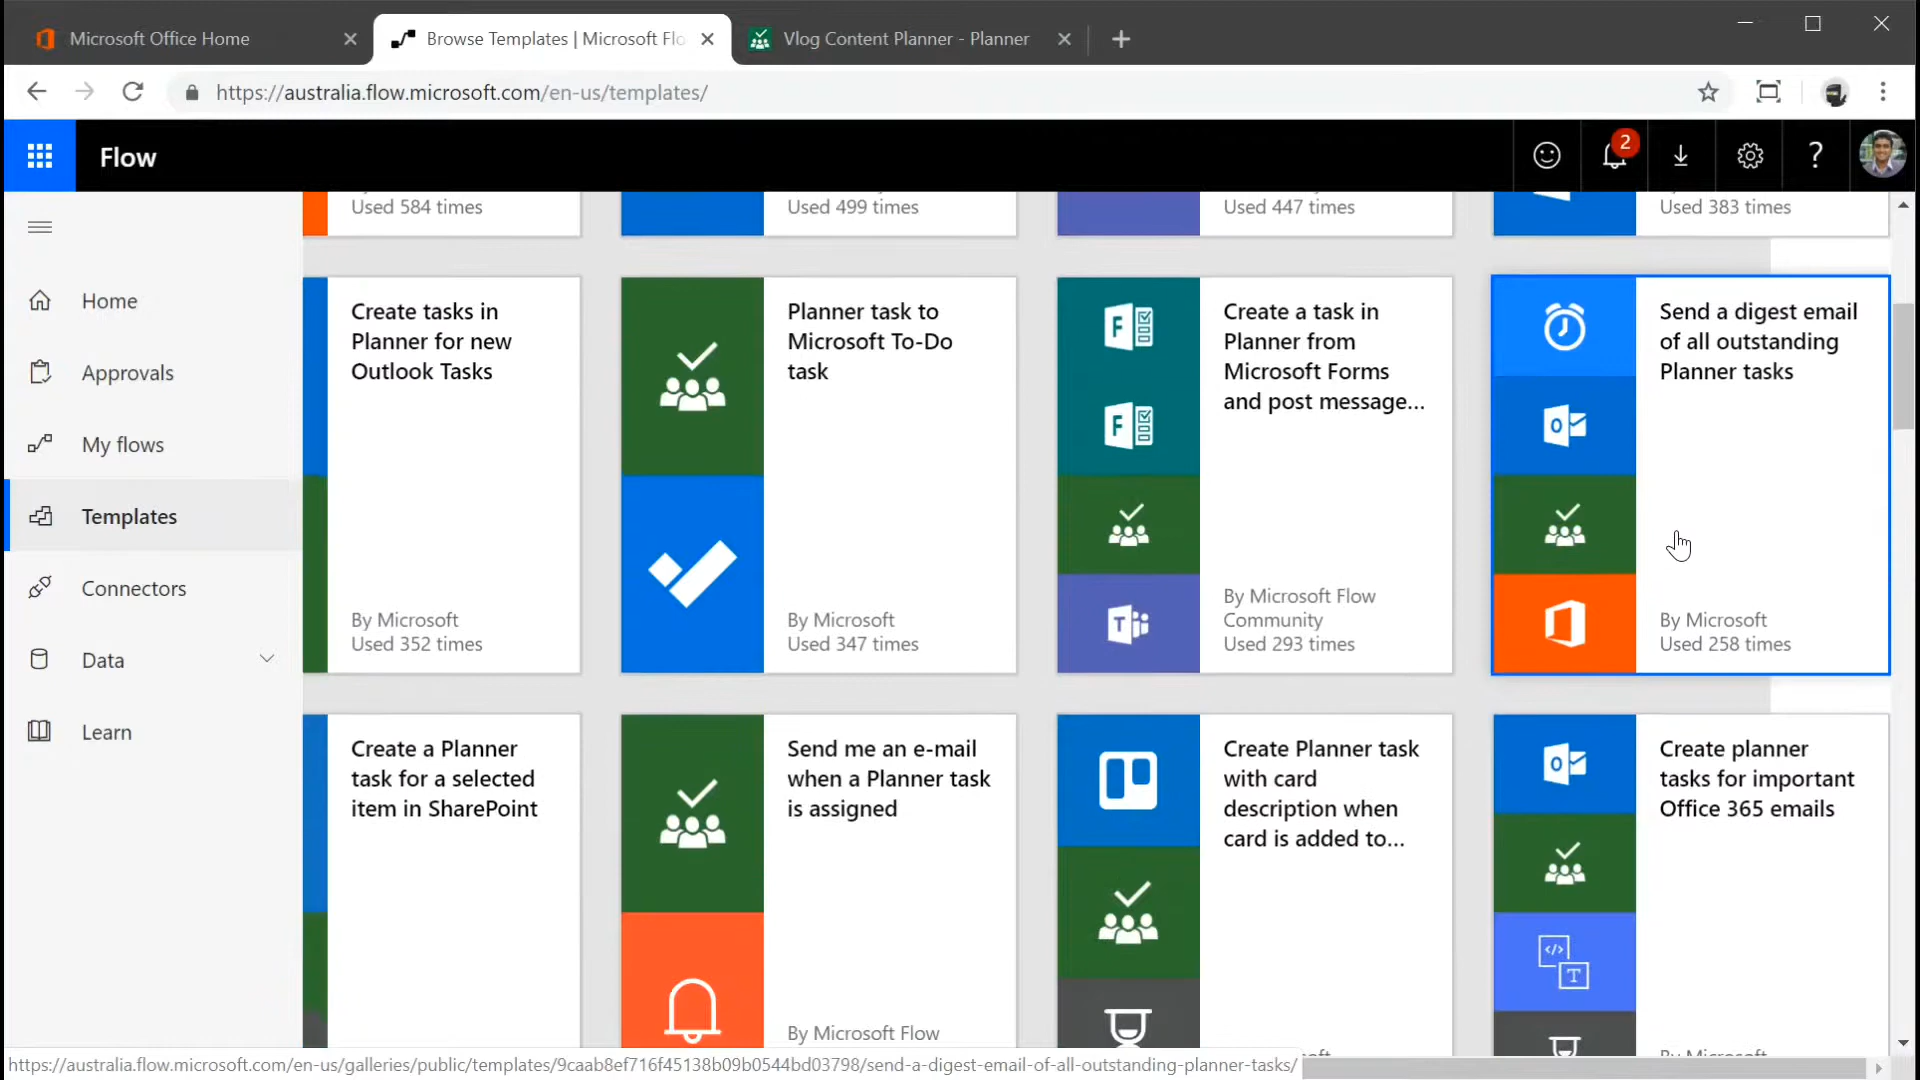 Microsoft Office Home
Browse Templates | Microsoft Flo
Vlog Content Planner - Planner
https://australia.flow.microsoft.com/en-us/templates/
Flow
2
Home
Approvals
My flows
Templates
Connectors
Data
Learn
Used 584 times
Used 499 times
Used 447 times
Used 383 times
Create tasks in
Planner for new
Outlook Tasks
By Microsoft
Used 352 times
Planner task to
Microsoft To-Do
task
By Microsoft
Used 347 times
Create a task in
Planner from
Microsoft Forms
and post message...
By Microsoft Flow
Community
Used 293 times
Send a digest email
of all outstanding
Planner tasks
By Microsoft
Used 258 times
Create a Planner
task for a selected
item in SharePoint
Send me an e-mail
when a Planner task
is assigned
By Microsoft Flow
Create Planner task
with card
description when
card is added to...
Create planner
tasks for important
Office 365 emails
By Microsoft
https://australia.flow.microsoft.com/en-us/galleries/public/templates/9caab8ef716f45138b09b0544bd03798/send-a-digest-email-of-all-outstanding-planner-tasks/